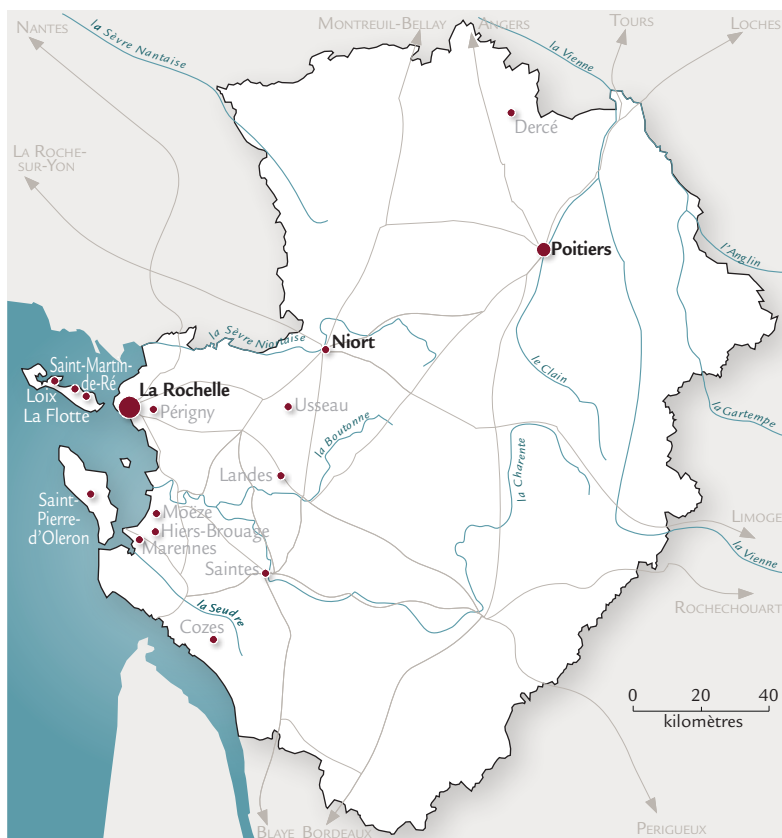 NANTES
la Sèvre Nantaise
MONTREUIL-BELLAY
ANGERS
la Vienne
TOURS
LOCHES
Dercé
LA ROCHE-
SUR-YON
Poitiers
l'Anglin
la Sèvre Niortaise
Niort
Saint-Martin-
de-Ré
Loix
La Flotte
La Rochelle
Périgny
Usseau
le Clain
la Gartempe
la Boutonne
Landes
la Charente
Saint-
Pierre-
d'Oleron
Moëze
Hiers-Brouage
Marennes
LIMOGE
la Vienne
Saintes
ROCHECHOUART
la Seudre
Cozes
0 20 40
kilomètres
BLAYE
BORDEAUX
PERIGUEUX